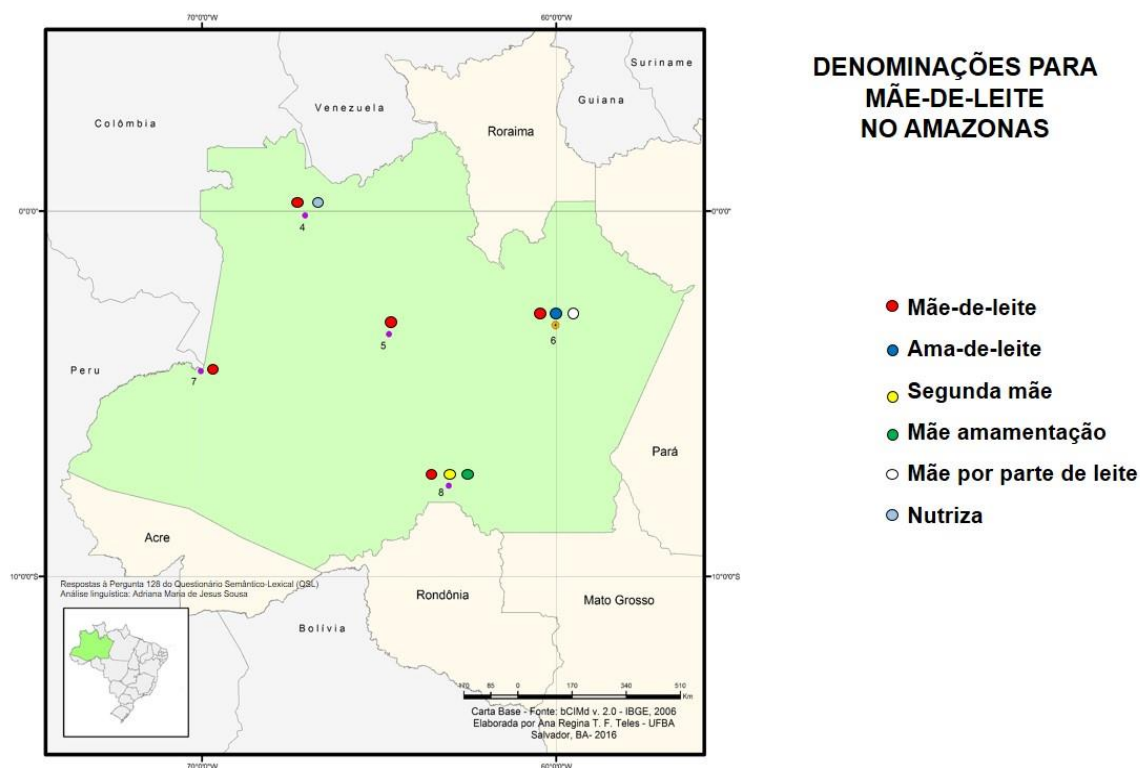 70°0'0"W
60°0'0"W
DENOMINAÇÕES PARA
MÃE-DE-LEITE
NO AMAZONAS
Suriname
Guiana
Venezuela
Colômbia
Roraima
0°0'0"
0°0'0"
4
Mãe-de-leite
5
6
Ama-de-leite
Peru
7
Segunda mãe
Mãe amamentação
Pará
Mãe por parte de leite
8
Nutriza
Acre
10°0'0"S
10°0'0"S
Respostas à Pergunta 128 do Questionário Semântico-Lexical (QSL)
Análise linguística: Adriana Maria de Jesus Sousa
Rondônia
Mato Grosso
Bolívia
170 85 0 170 340 510
Km
Carta Base - Fonte: bCIMd v. 2.0 - IBGE, 2006
Elaborada por Ana Regina T. F. Teles - UFBA
Salvador, BA- 2016
70°0'0"W
60°0'0"W